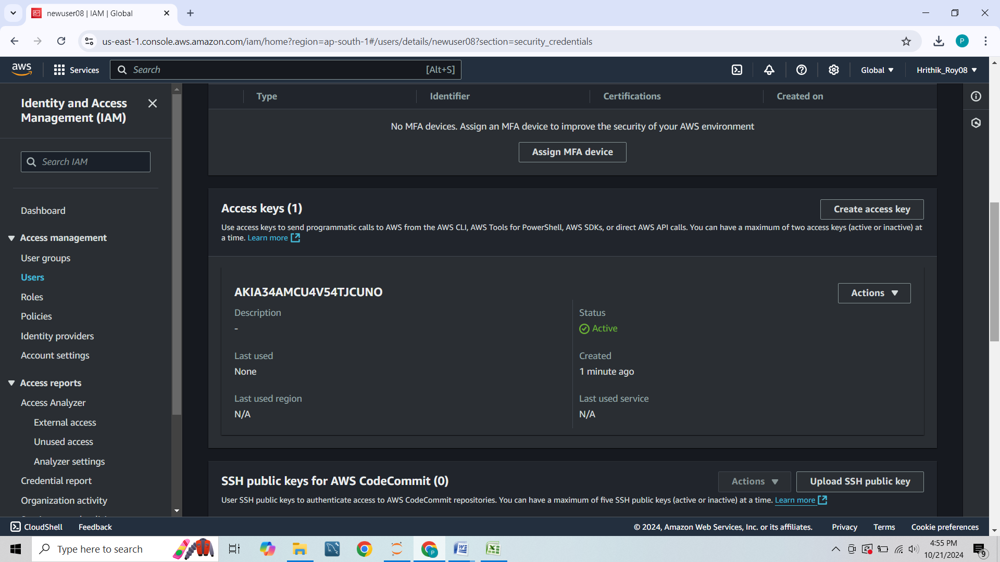 newuser08 | IAM | Global
us-east-1.console.aws.amazon.com/iam/home?region=ap-south-1#/users/details/newuser08?section=security_credentials
P
aws
Services
Search
[Alt+S]
Global
Hrithik_Roy08
Identity and Access
Management (IAM)
Search IAM
Dashboard
Access management
User groups
Users
Roles
Policies
Identity providers
Account settings
Access reports
Access Analyzer
External access
Unused access
Analyzer settings
Credential report
Organization activity
Type
Identifier
Certifications
Created on
No MFA devices. Assign an MFA device to improve the security of your AWS environment
Assign MFA device
Access keys (1)
Create access key
Use access keys to send programmatic calls to AWS from the AWS CLI, AWS Tools for PowerShell, AWS SDKs, or direct AWS API calls. You can have a maximum of two access keys (active or inactive) at
a time. Learn more
AKIA34AMCU4V54TJCUNO
Actions
Description
-
Status
Active
Last used
None
Created
1 minute ago
Last used region
N/A
Last used service
N/A
SSH public keys for AWS CodeCommit (0)
Actions
Upload SSH public key
User SSH public keys to authenticate access to AWS CodeCommit repositories. You can have a maximum of five SSH public keys (active or inactive) at a time. Learn more
CloudShell
Feedback
© 2024, Amazon Web Services, Inc. or its affiliates.
Privacy
Terms
Cookie preferences
Type here to search
P
4:55 PM
10/21/2024
9